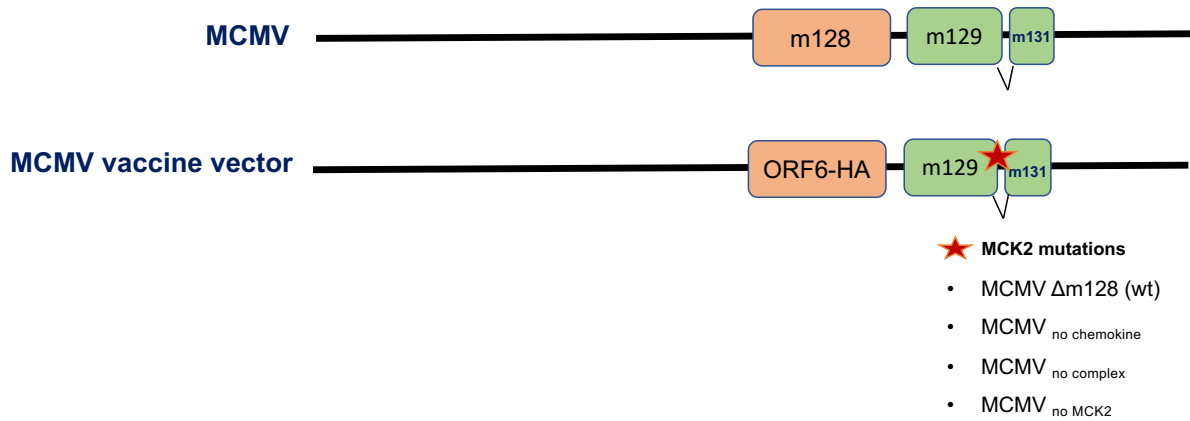 MCMV m128 m129 m131
MCMV vaccine vector ORF6-HA m129 m131
MCK2 mutations
• MCMV Δm128 (wt)
• MCMV no chemokine
• MCMV no complex
• MCMV no MCK2